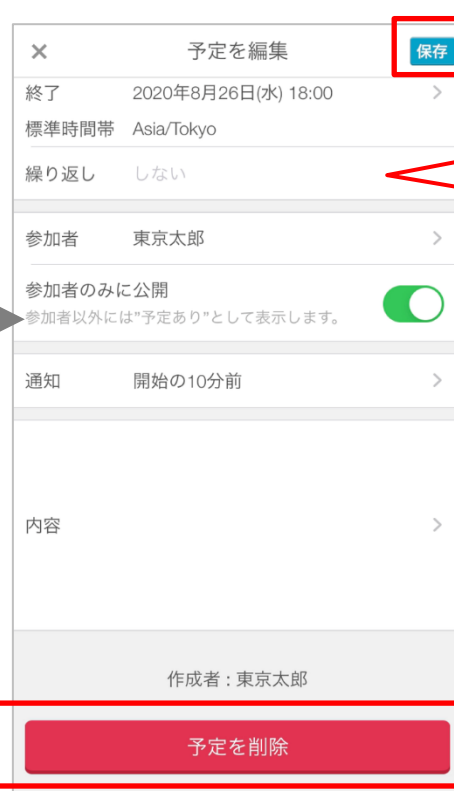 × 予定を編集 保存
終了 2020年8月26日(水) 18:00
標準時間帯 Asia/Tokyo
繰り返し しない
参加者 東京太郎
参加者のみに公開
参加者以外には"予定あり"として表示します。
通知 開始の10分前
内容
作成者 : 東京太郎
予定を削除